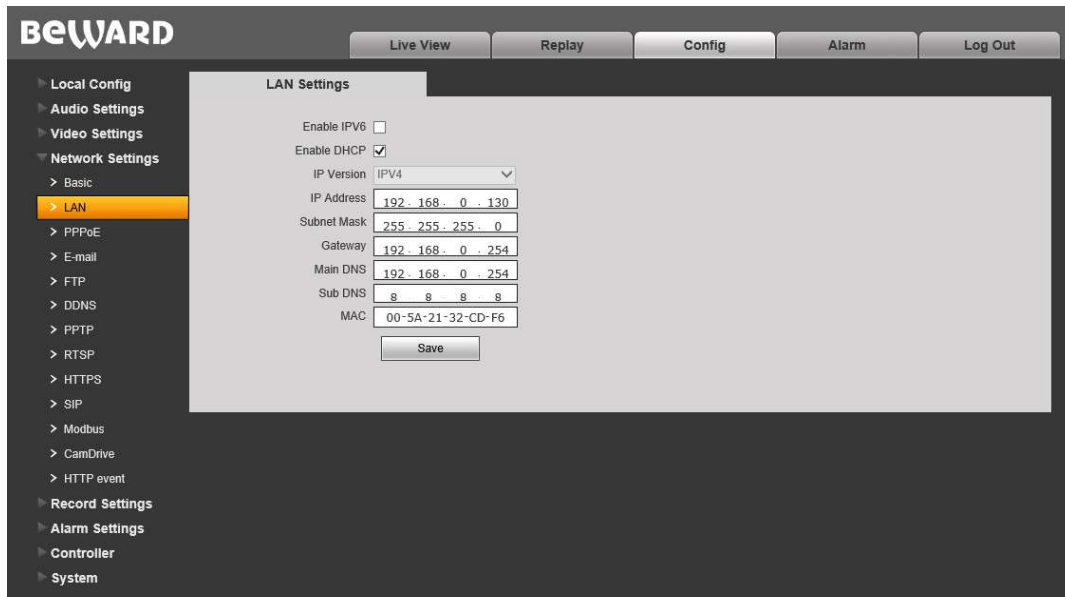 BEWARD
Live View
Replay
Config
Alarm
Log Out
Local Config
Audio Settings
Video Settings
Network Settings
> Basic
> LAN
> PPPoE
> E-mail
> FTP
> DDNS
> PPTP
> RTSP
> HTTPS
> SIP
> Modbus
> CamDrive
> HTTP event
Record Settings
Alarm Settings
Controller
System
LAN Settings
Enable IPV6
Enable DHCP
IP Version IPV4
IP Address 192 . 168 . 0 . 130
Subnet Mask 255 . 255 . 255 . 0
Gateway 192 . 168 . 0 . 254
Main DNS 192 . 168 . 0 . 254
Sub DNS 8 . 8 . 8 . 8
MAC 00-5A-21-32-CD-F6
Save